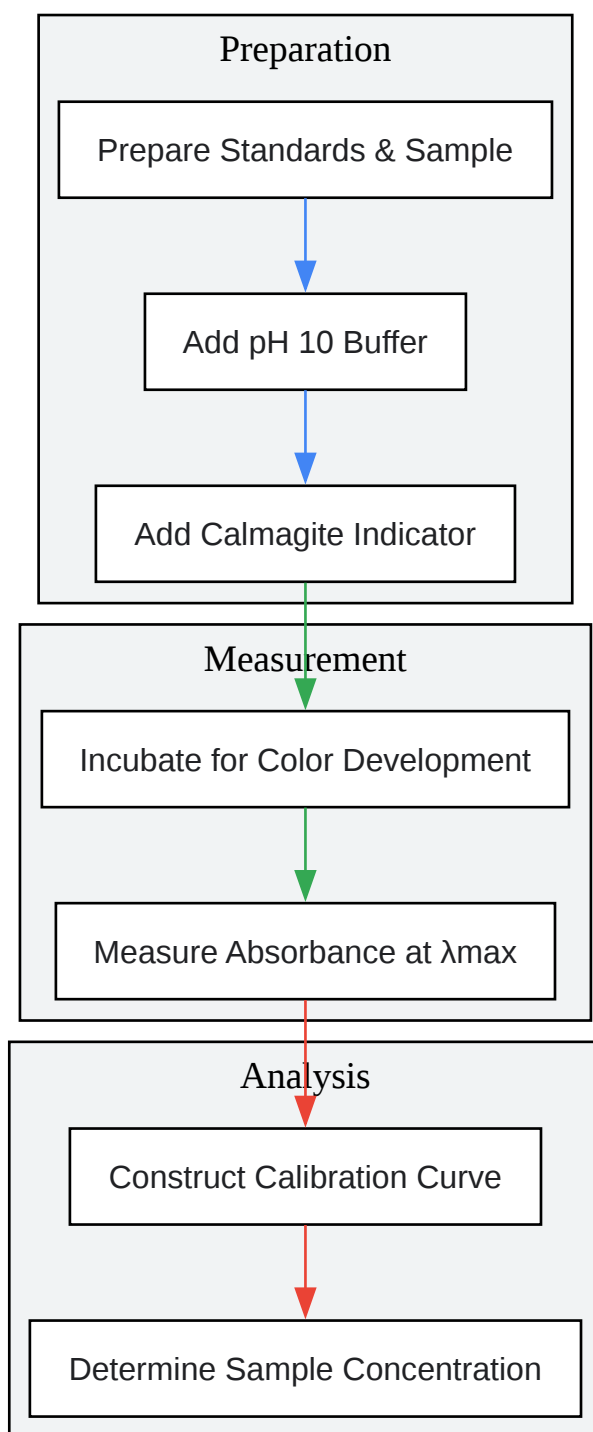 Preparation
Prepare Standards & Sample
Add pH 10 Buffer
Add Calmagite Indicator
Measurement
Incubate for Color Development
Measure Absorbance at λmax
Analysis
Construct Calibration Curve
Determine Sample Concentration